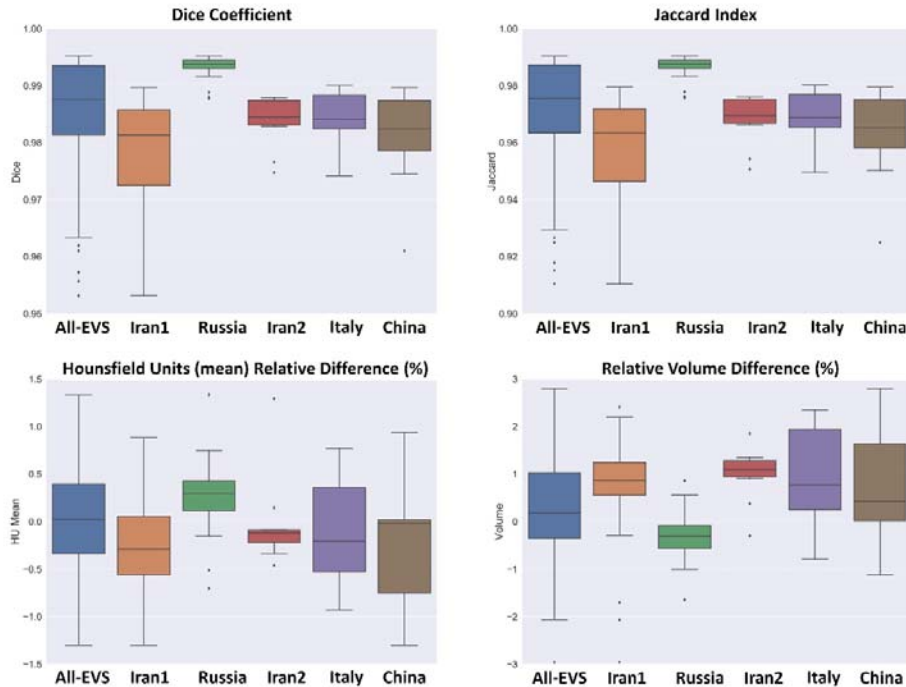 Dice Coefficient
1.00
0.99
0.98
0.97
0.96
0.95
Dice
All-EVS Iran1 Russia Iran2 Italy China
Jaccard Index
1.00
0.98
0.96
0.94
0.92
0.90
Jaccard
All-EVS Iran1 Russia Iran2 Italy China
Hounsfield Units (mean) Relative Difference (%)
1.5
1.0
0.5
0.0
−0.5
−1.0
−1.5
HU Mean
All-EVS Iran1 Russia Iran2 Italy China
Relative Volume Difference (%)
3
2
1
0
−1
−2
−3
Volume
All-EVS Iran1 Russia Iran2 Italy China